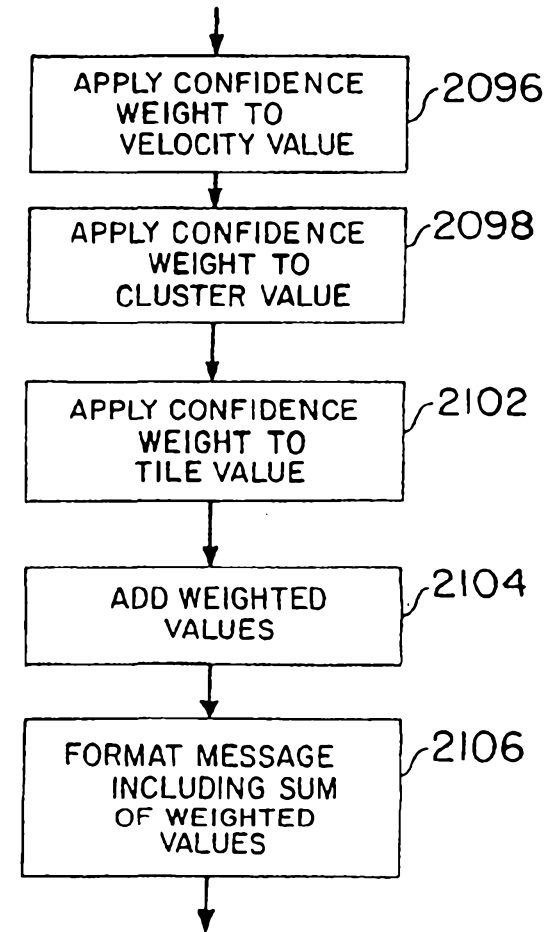 APPLY CONFIDENCE
WEIGHT TO
VELOCITY VALUE
2096
APPLY CONFIDENCE
WEIGHT TO
CLUSTER VALUE
2098
APPLY CONFIDENCE
WEIGHT TO
TILE VALUE
2102
ADD WEIGHTED
VALUES
2104
FORMAT MESSAGE
INCLUDING SUM
OF WEIGHTED
VALUES
2106